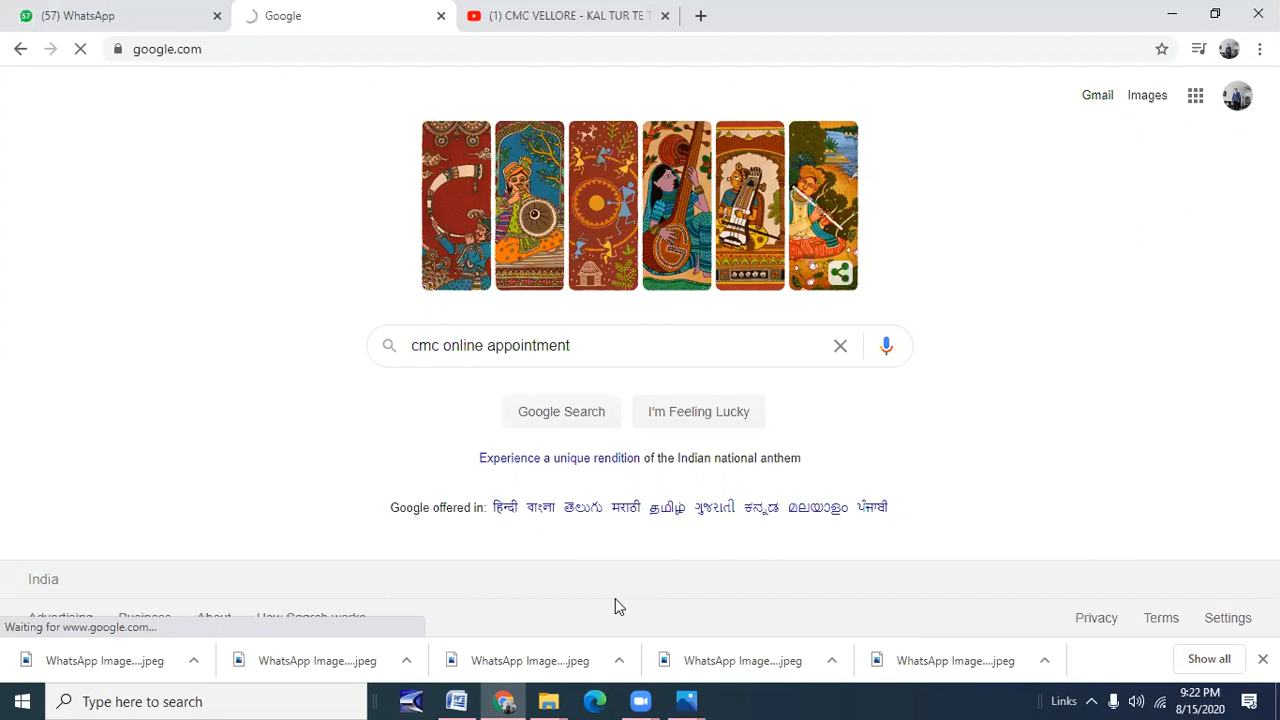 (57) WhatsApp
Google
(1) CMC VELLORE - KAL TUR TE T
google.com
Gmail Images
cmc online appointment
Google Search I'm Feeling Lucky
Experience a unique rendition of the Indian national anthem
Google offered in: हिन्दी বাংলা తెలుగు मराठी தமிழ் ગુજરાતી ಕನ್ನಡ മലയാളം ਪੰਜਾਬੀ
India
Advertising Business About How Search works
Privacy Terms Settings
Waiting for www.google.com...
WhatsApp Image....jpeg WhatsApp Image....jpeg WhatsApp Image....jpeg WhatsApp Image....jpeg WhatsApp Image....jpeg Show all
Type here to search
Links
9:22 PM
8/15/2020